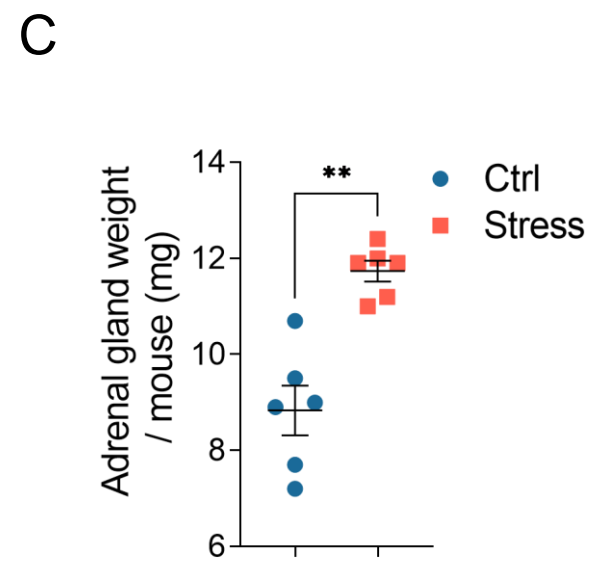 C
Adrenal gland weight
/ mouse (mg)
14
12
10
8
6
**
Ctrl
Stress